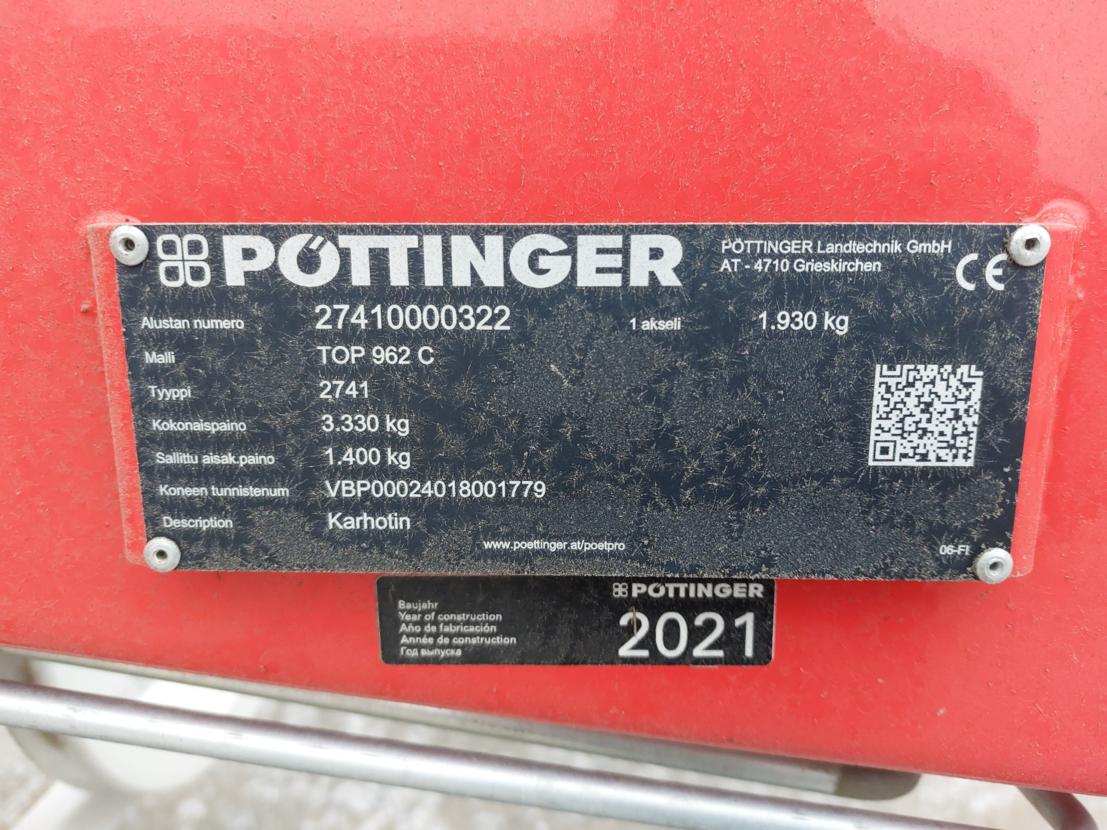 PÖTTINGER
PÖTTINGER Landtechnik GmbH
AT - 4710 Grieskirchen
CE
Alustan numero 27410000322 1 akseli 1.930 kg
Malli TOP 962 C
Tyyppi 2741
Kokonaispaino 3.330 kg
Sallittu aisak.paino 1.400 kg
Koneen tunnistenum VBP00024018001779
Description Karhotin
www.poettinger.at/poetpro
06-FI
PÖTTINGER
Baujahr
Year of construction
Año de fabricación
Année de construction
Год выпуска
2021